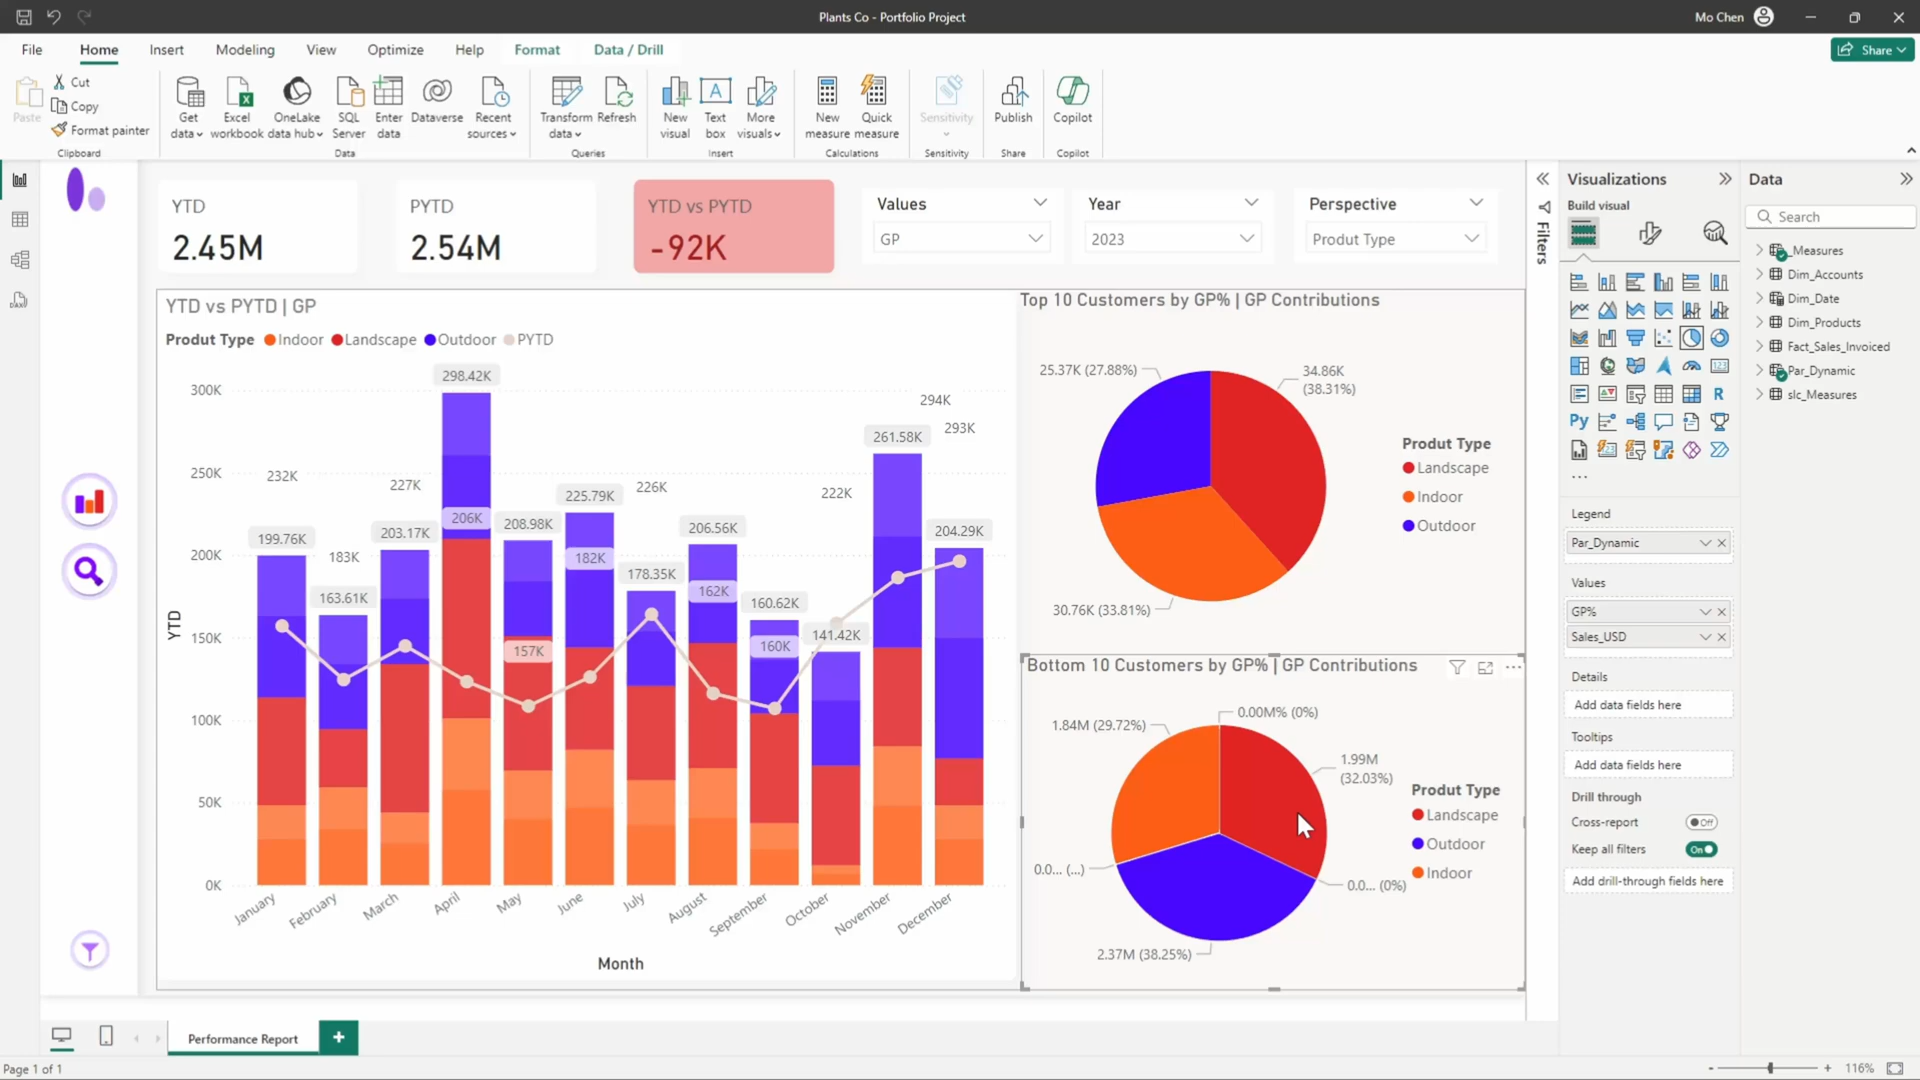 Plants Co - Portfolio Project
Mo Chen
File Home Insert Modeling View Optimize Help Format Data / Drill
Share
Paste
Cut
Copy
Format painter
Clipboard
Get data
Excel workbook
OneLake data hub
SQL Server
Enter data
Dataverse
Recent sources
Data
Transform data
Refresh
Queries
New visual
Text box
More visuals
Insert
New measure
Quick measure
Calculations
Sensitivity
Sensitivity
Publish
Share
Copilot
Copilot
YTD
2.45M
PYTD
2.54M
YTD vs PYTD
-92K
Values
GP
Year
2023
Perspective
Produt Type
YTD vs PYTD | GP
Produt Type Indoor Landscape Outdoor PYTD
300K
250K
200K
150K
100K
50K
0K
YTD
232K
199.76K
183K
163.61K
227K
203.17K
298.42K
206K
208.98K
157K
225.79K
182K
226K
178.35K
206.56K
162K
160.62K
160K
222K
141.42K
294K
261.58K
293K
204.29K
January
February
March
April
May
June
July
August
September
October
November
December
Month
Top 10 Customers by GP% | GP Contributions
25.37K (27.88%)
34.86K
(38.31%)
30.76K (33.81%)
Produt Type
Landscape
Indoor
Outdoor
Bottom 10 Customers by GP% | GP Contributions
0.00M% (0%)
1.84M (29.72%)
1.99M
(32.03%)
0.0... (...)
0.0... (0%)
2.37M (38.25%)
Produt Type
Landscape
Outdoor
Indoor
Filters
Visualizations
Build visual
R
Py
Legend
Par_Dynamic
Values
GP%
Sales_USD
Details
Add data fields here
Tooltips
Add data fields here
Drill through
Cross-report
Off
Keep all filters
On
Add drill-through fields here
Data
Search
_Measures
Dim_Accounts
Dim_Date
Dim_Products
Fact_Sales_Invoiced
Par_Dynamic
slc_Measures
Performance Report
Page 1 of 1
116%